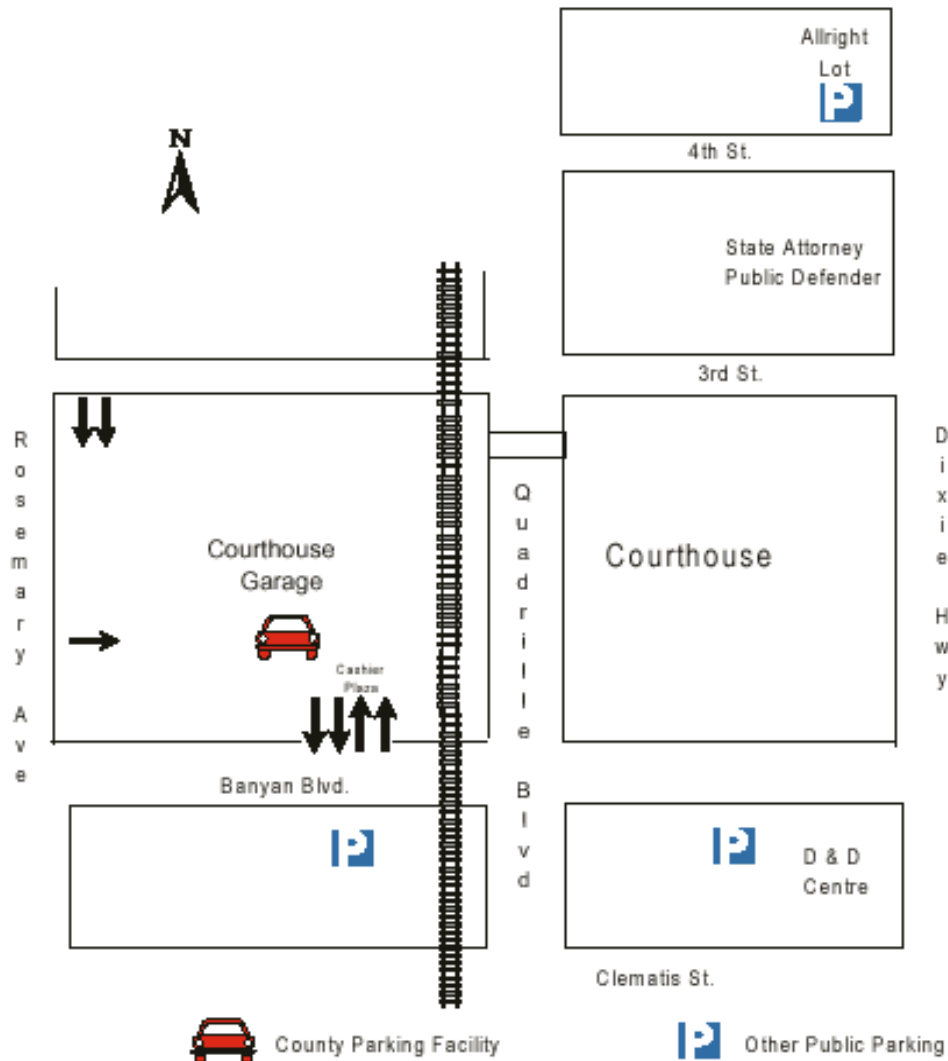 Allright
Lot
P
4th St.
N
State Attorney
Public Defender
3rd St.
Rosemary Ave
Courthouse
Garage
Cashier
Plaza
Quadrille Blvd
Courthouse
Dixie Hwy
Banyan Blvd.
P
P
D & D
Centre
Clematis St.
County Parking Facility
P
Other Public Parking